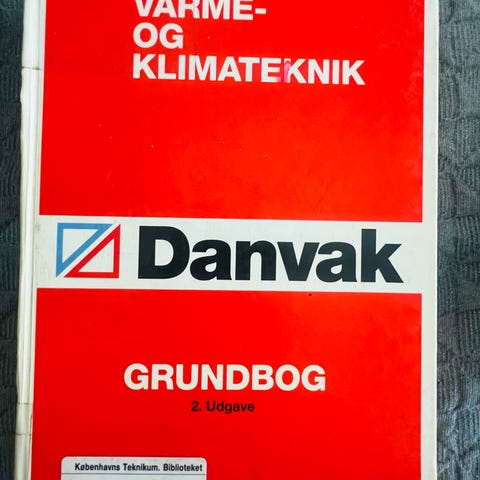 VARME-
OG
KLIMATEKNIK
Danvak
GRUNDBOG
2. Udgave
Københavns Teknikum. Biblioteket